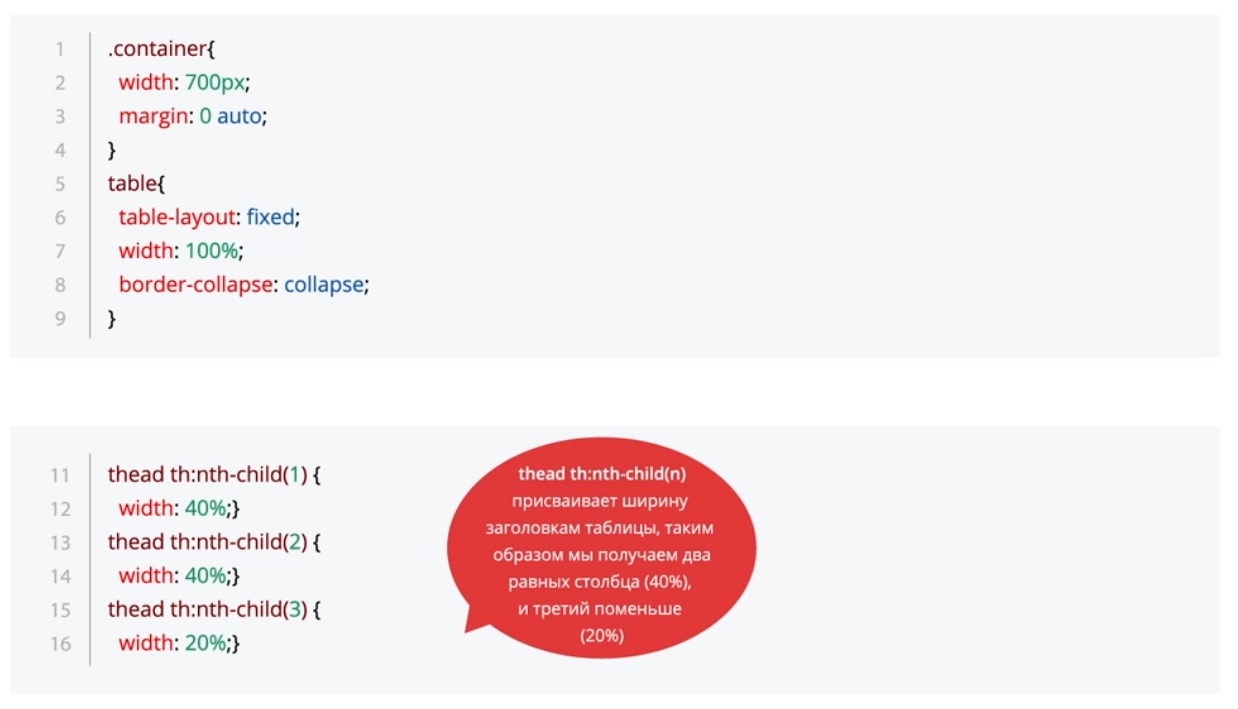 1 .container{
2 width: 700px;
3 margin: 0 auto;
4 }
5 table{
6 table-layout: fixed;
7 width: 100%;
8 border-collapse: collapse;
9 }
11 thead th:nth-child(1) {
12 width: 40%;}
13 thead th:nth-child(2) {
14 width: 40%;}
15 thead th:nth-child(3) {
16 width: 20%;}
thead th:nth-child(n)
присваивает ширину
заголовкам таблицы, таким
образом мы получаем два
равных столбца (40%),
и третий поменьше
(20%)